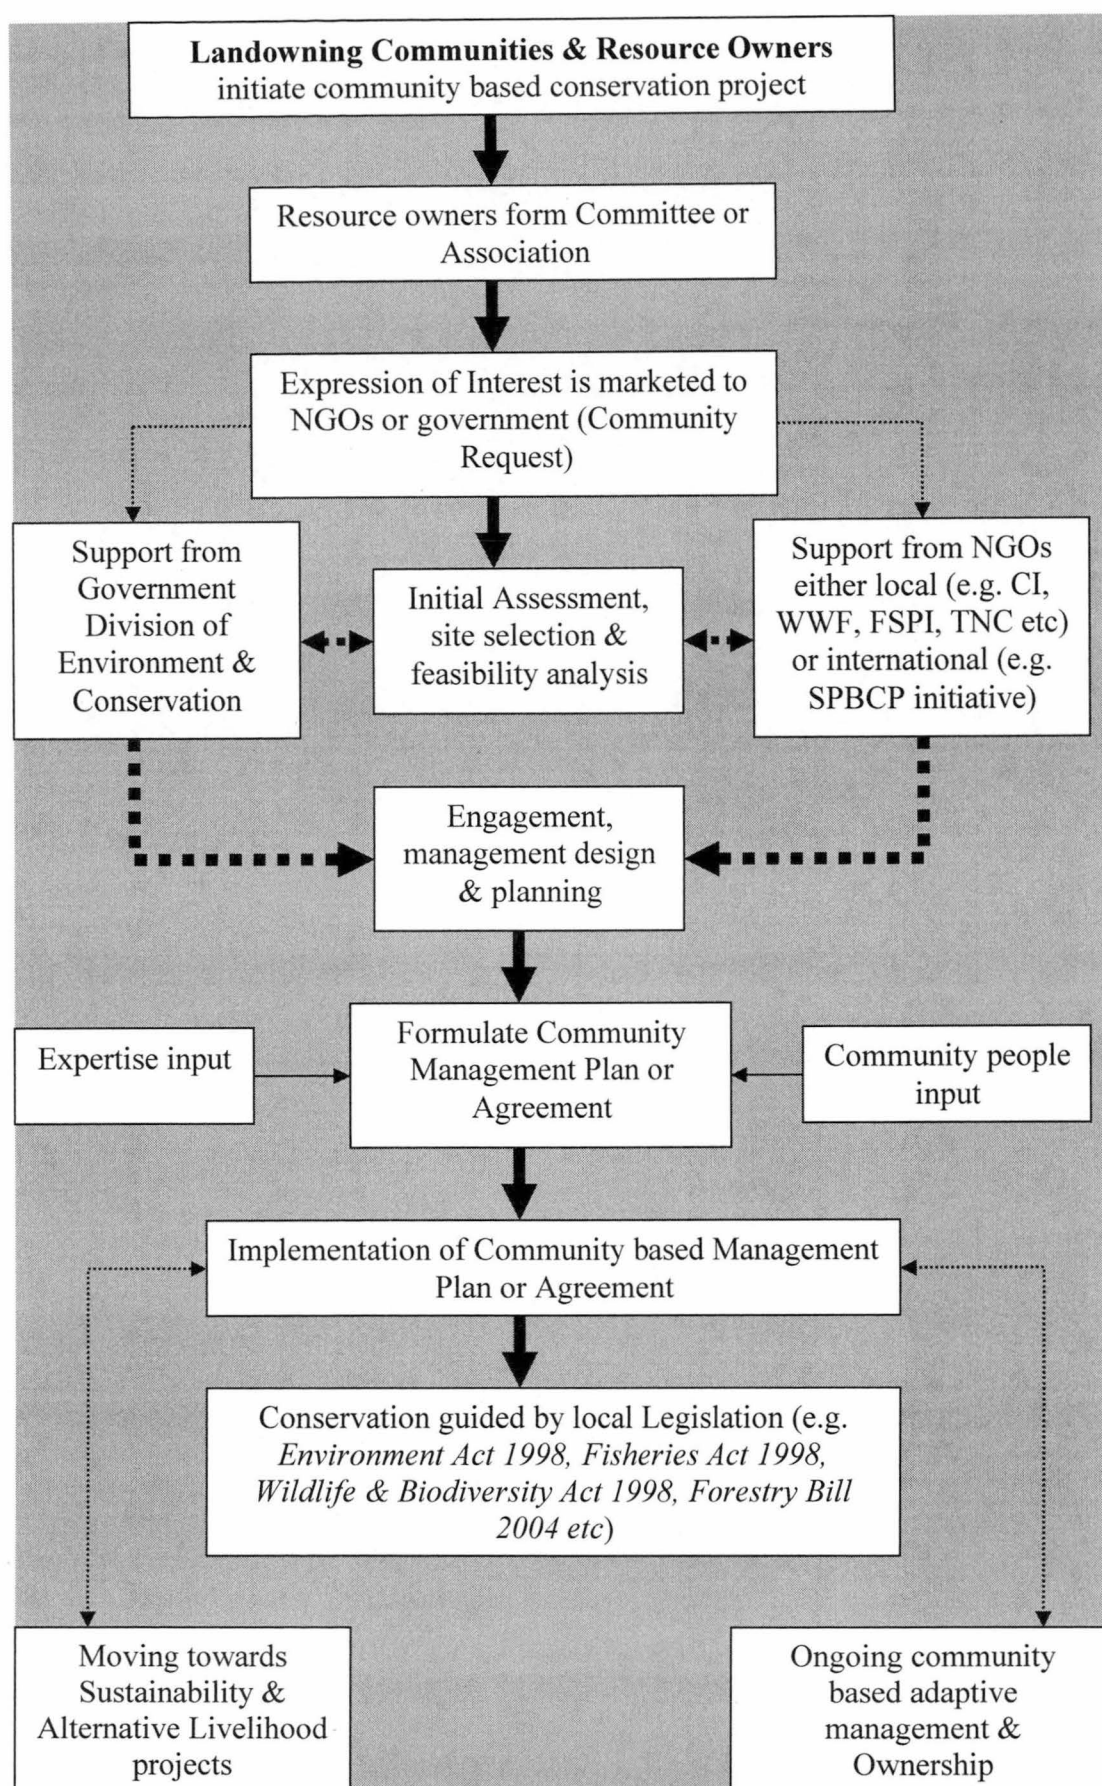 Landowning Communities & Resource Owners
initiate community based conservation project
Resource owners form Committee or
Association
Expression of Interest is marketed to
NGOs or government (Community
Request)
Support from
Government
Division of
Environment &
Conservation
Initial Assessment,
site selection &
feasibility analysis
Support from NGOs
either local (e.g. CI,
WWF, FSPI, TNC etc)
or international (e.g.
SPBCP initiative)
Engagement,
management design
& planning
Expertise input
Formulate Community
Management Plan or
Agreement
Community people
input
Implementation of Community based Management
Plan or Agreement
Conservation guided by local Legislation (e.g.
Environment Act 1998, Fisheries Act 1998,
Wildlife & Biodiversity Act 1998, Forestry Bill
2004 etc)
Moving towards
Sustainability &
Alternative Livelihood
projects
Ongoing community
based adaptive
management &
Ownership